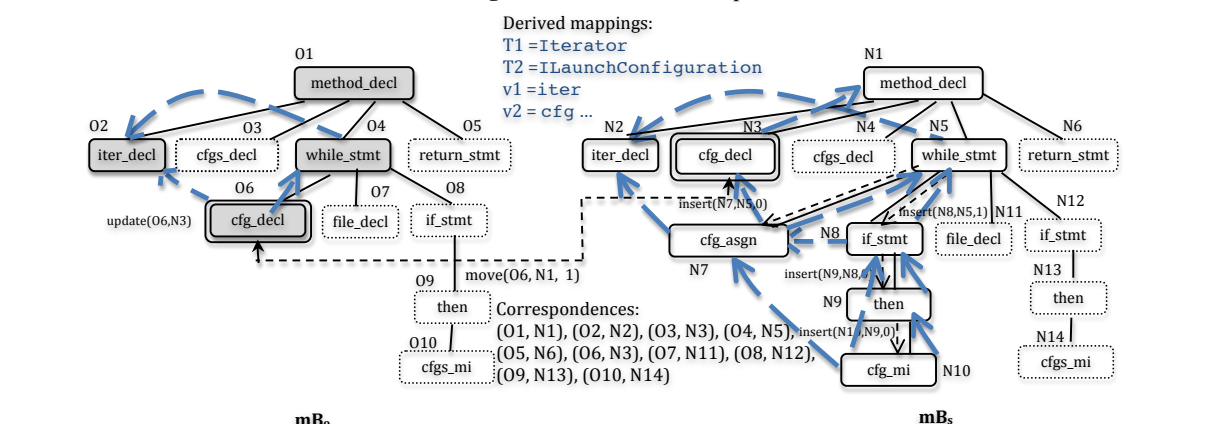 Derived mappings:
T1 =Iterator
T2 =ILaunchConfiguration
v1 =iter
v2 = cfg ...
O1
method_decl
O2
iter_decl
O3
cfgs_decl
O4
while_stmt
O5
return_stmt
O6
cfg_decl
O7
file_decl
O8
if_stmt
update(O6,N3)
move(O6, N1, 1)
O9
then
O10
cfgs_mi
Correspondences:
(O1, N1), (O2, N2), (O3, N3), (O4, N5),
(O5, N6), (O6, N3), (O7, N11), (O8, N12),
(O9, N13), (O10, N14)
N1
method_decl
N2
iter_decl
N3
cfg_decl
N4
cfgs_decl
N5
while_stmt
N6
return_stmt
insert(N7,N5,0)
insert(N8,N5,1)
N7
cfg_asgn
N8
if_stmt
N11
file_decl
N12
if_stmt
insert(N9,N8,0)
N9
then
N13
then
insert(N10,N9,0)
N10
cfg_mi
N14
cfgs_mi
mBo
mBs